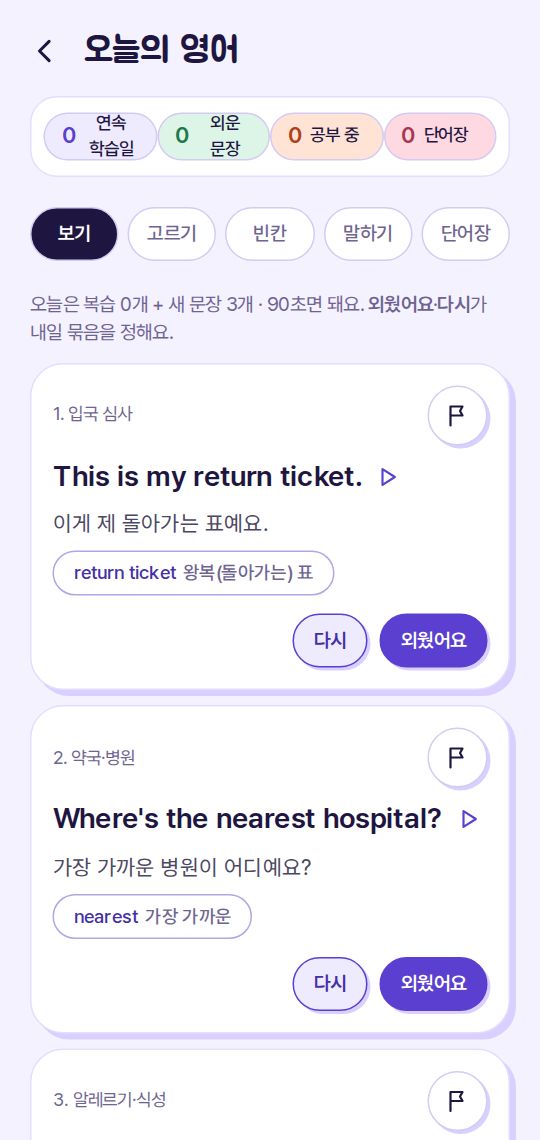 오늘의 영어
0 연속 학습일
0 외운 문장
0 공부 중
0 단어장
보기 고르기 빈칸 말하기 단어장
오늘은 복습 0개 + 새 문장 3개 · 90초면 돼요. 외웠어요·다시가
내일 묶음을 정해요.
1. 입국 심사
This is my return ticket.
이게 제 돌아가는 표예요.
return ticket 왕복(돌아가는) 표
다시 외웠어요
2. 약국·병원
Where's the nearest hospital?
가장 가까운 병원이 어디예요?
nearest 가장 가까운
다시 외웠어요
3. 알레르기·식성